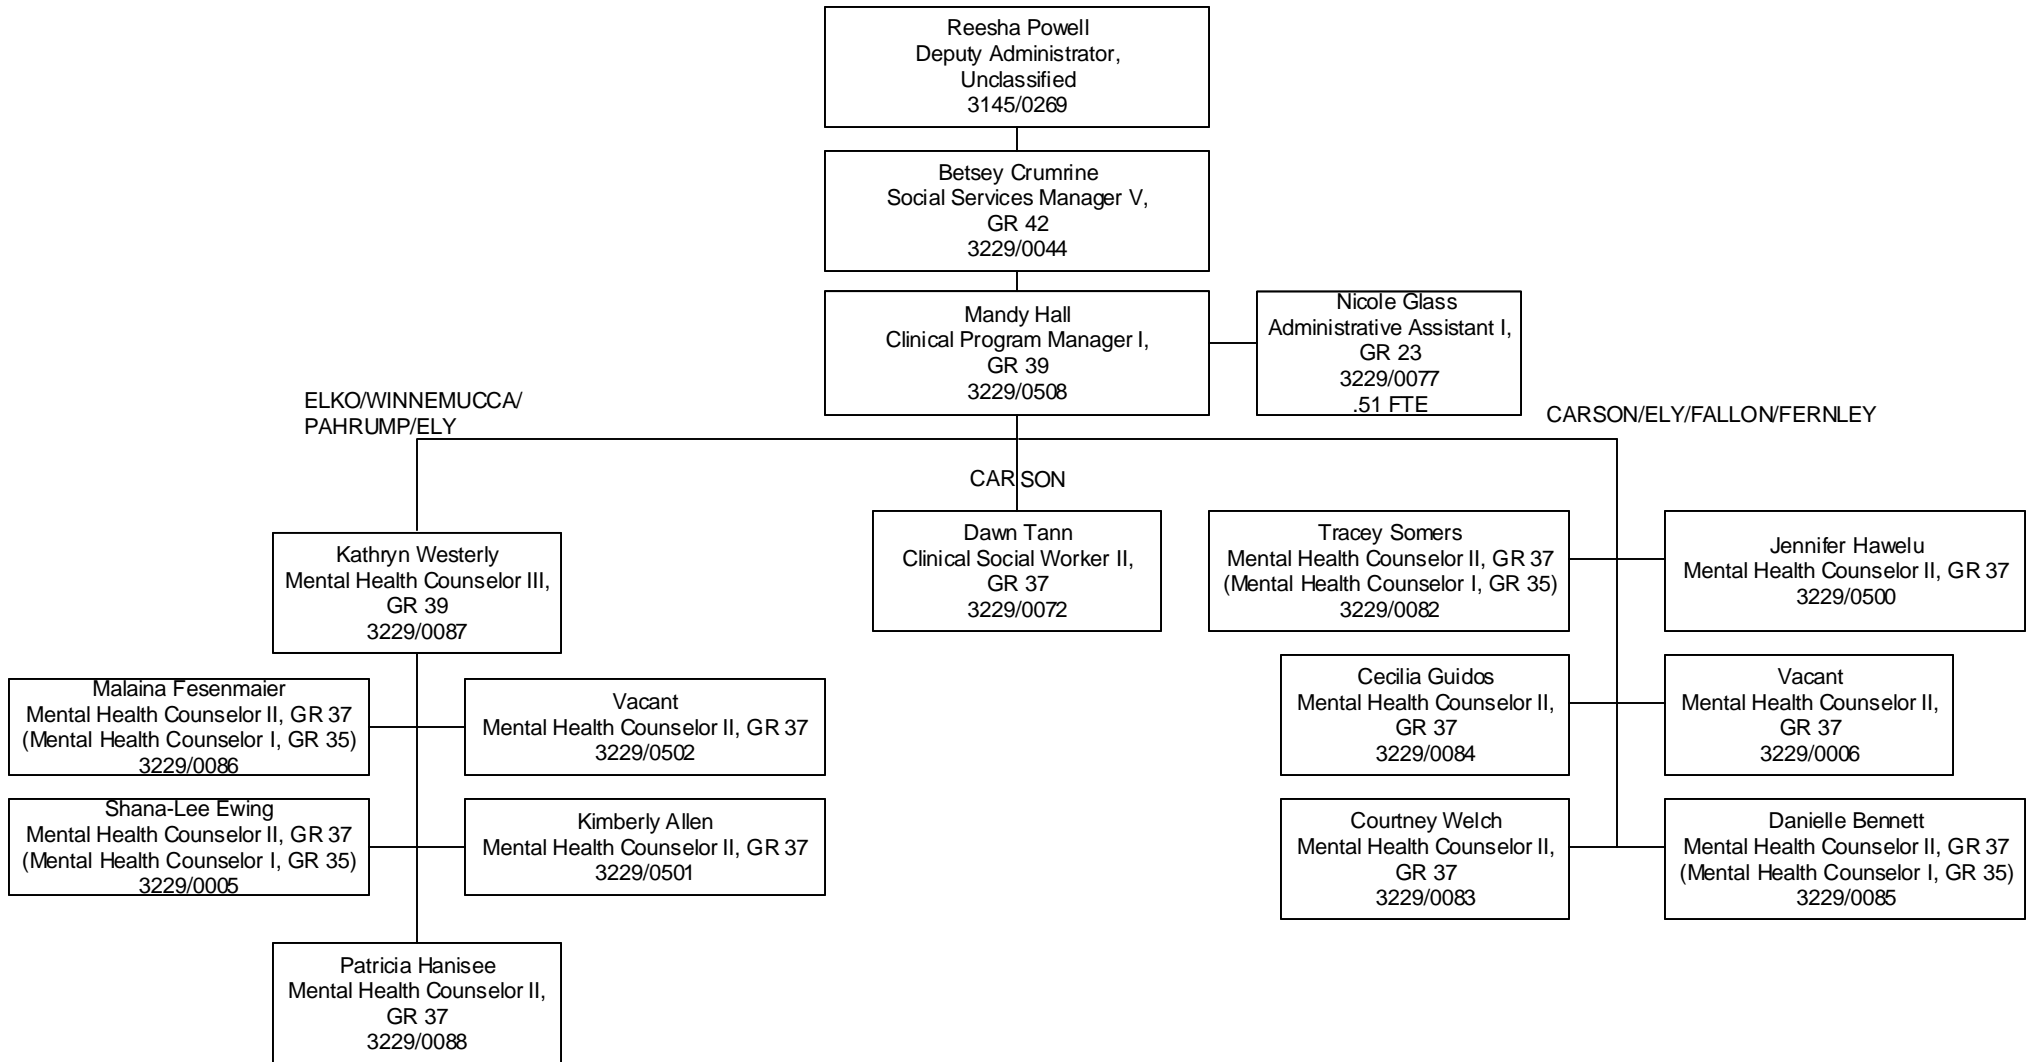 Reesha Powell
Deputy Administrator,
Unclassified
3145/0269
Betsey Crumrine
Social Services Manager V,
GR 42
3229/0044
Mandy Hall
Clinical Program Manager I,
GR 39
3229/0508
Nicole Glass
Administrative Assistant I,
GR 23
3229/0077
.51 FTE
ELKO/WINNEMUCCA/
PAHRUMP/ELY
CARSON
CARSON/ELY/FALLON/FERNLEY
Kathryn Westerly
Mental Health Counselor III,
GR 39
3229/0087
Malaina Fesenmaier
Mental Health Counselor II, GR 37
(Mental Health Counselor I, GR 35)
3229/0086
Vacant
Mental Health Counselor II, GR 37
3229/0502
Shana-Lee Ewing
Mental Health Counselor II, GR 37
(Mental Health Counselor I, GR 35)
3229/0005
Kimberly Allen
Mental Health Counselor II, GR 37
3229/0501
Patricia Hanisee
Mental Health Counselor II,
GR 37
3229/0088
Dawn Tann
Clinical Social Worker II,
GR 37
3229/0072
Tracey Somers
Mental Health Counselor II, GR 37
(Mental Health Counselor I, GR 35)
3229/0082
Jennifer Hawelu
Mental Health Counselor II, GR 37
3229/0500
Cecilia Guidos
Mental Health Counselor II,
GR 37
3229/0084
Vacant
Mental Health Counselor II,
GR 37
3229/0006
Courtney Welch
Mental Health Counselor II,
GR 37
3229/0083
Danielle Bennett
Mental Health Counselor II, GR 37
(Mental Health Counselor I, GR 35)
3229/0085